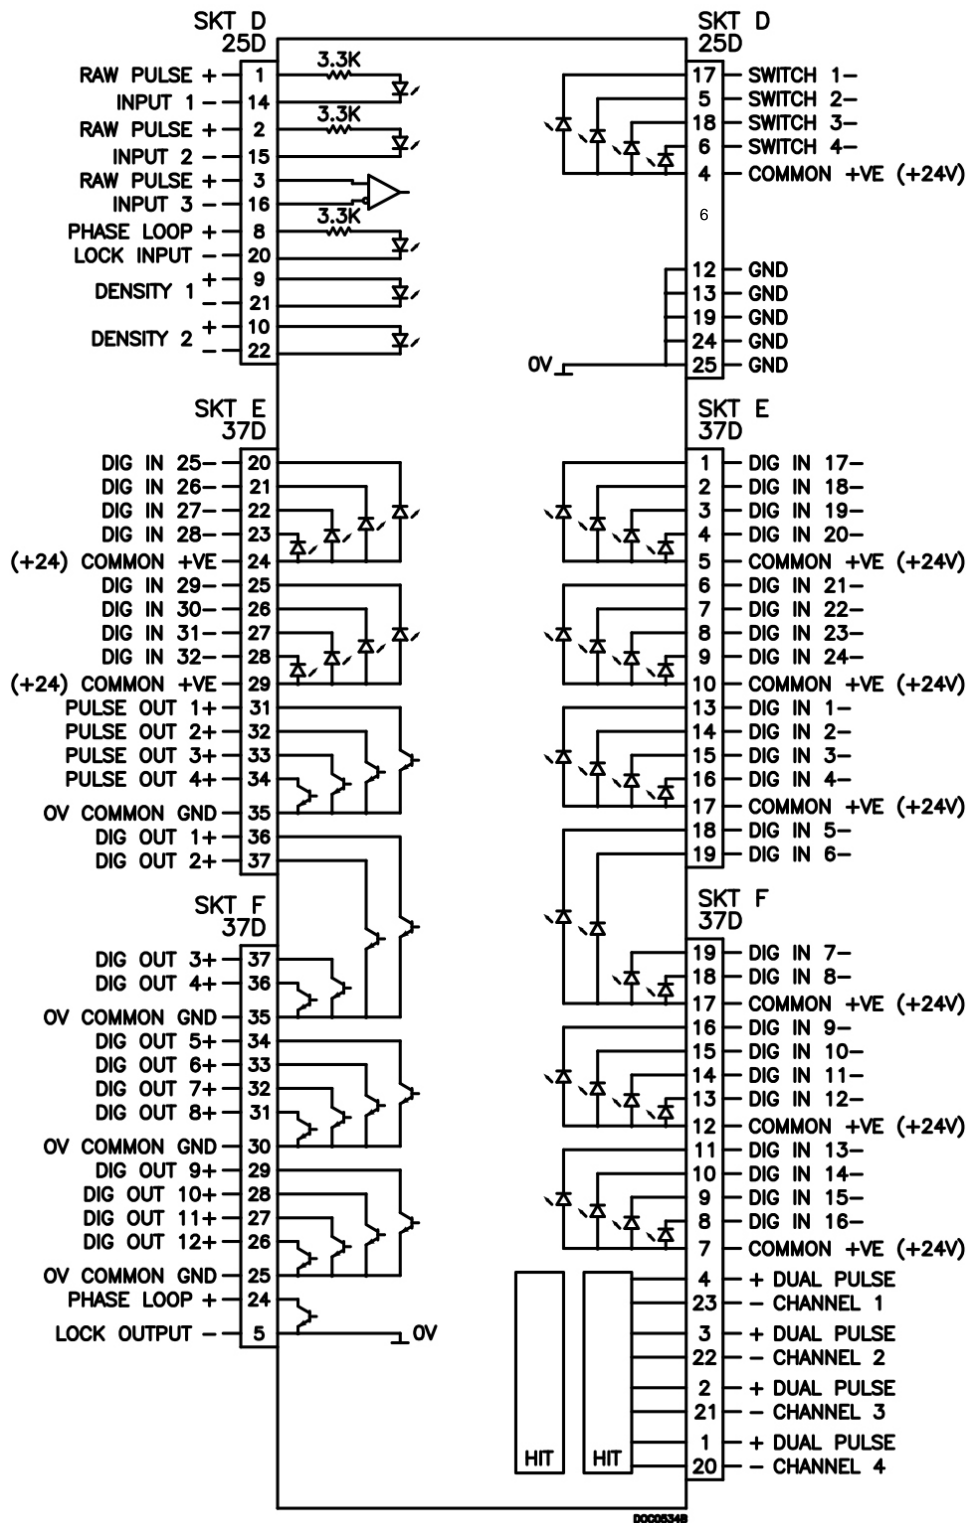 SKT D
25D
RAW PULSE + 1 3.3K
INPUT 1 - 14
RAW PULSE + 2 3.3K
INPUT 2 - 15
RAW PULSE + 3
INPUT 3 - 16
PHASE LOOP + 8 3.3K
LOCK INPUT - 20
DENSITY 1
+ 9
- 21
DENSITY 2
+ 10
- 22
SKT E
37D
DIG IN 25- 20
DIG IN 26- 21
DIG IN 27- 22
DIG IN 28- 23
(+24) COMMON +VE 24
DIG IN 29- 25
DIG IN 30- 26
DIG IN 31- 27
DIG IN 32- 28
(+24) COMMON +VE 29
PULSE OUT 1+ 31
PULSE OUT 2+ 32
PULSE OUT 3+ 33
PULSE OUT 4+ 34
0V COMMON GND 35
DIG OUT 1+ 36
DIG OUT 2+ 37
SKT F
37D
DIG OUT 3+ 37
DIG OUT 4+ 36
0V COMMON GND 35
DIG OUT 5+ 34
DIG OUT 6+ 33
DIG OUT 7+ 32
DIG OUT 8+ 31
0V COMMON GND 30
DIG OUT 9+ 29
DIG OUT 10+ 28
DIG OUT 11+ 27
DIG OUT 12+ 26
0V COMMON GND 25
PHASE LOOP + 24
LOCK OUTPUT - 5 0V
SKT D
25D
17 SWITCH 1-
5 SWITCH 2-
18 SWITCH 3-
6 SWITCH 4-
4 COMMON +VE (+24V)
6
12 GND
13 GND
19 GND
24 GND
0V 25 GND
SKT E
37D
1 DIG IN 17-
2 DIG IN 18-
3 DIG IN 19-
4 DIG IN 20-
5 COMMON +VE (+24V)
6 DIG IN 21-
7 DIG IN 22-
8 DIG IN 23-
9 DIG IN 24-
10 COMMON +VE (+24V)
13 DIG IN 1-
14 DIG IN 2-
15 DIG IN 3-
16 DIG IN 4-
17 COMMON +VE (+24V)
18 DIG IN 5-
19 DIG IN 6-
SKT F
37D
19 DIG IN 7-
18 DIG IN 8-
17 COMMON +VE (+24V)
16 DIG IN 9-
15 DIG IN 10-
14 DIG IN 11-
13 DIG IN 12-
12 COMMON +VE (+24V)
11 DIG IN 13-
10 DIG IN 14-
9 DIG IN 15-
8 DIG IN 16-
7 COMMON +VE (+24V)
4 + DUAL PULSE
23 - CHANNEL 1
3 + DUAL PULSE
22 - CHANNEL 2
2 + DUAL PULSE
21 - CHANNEL 3
1 + DUAL PULSE
20 - CHANNEL 4
HIT HIT
DOC0534B